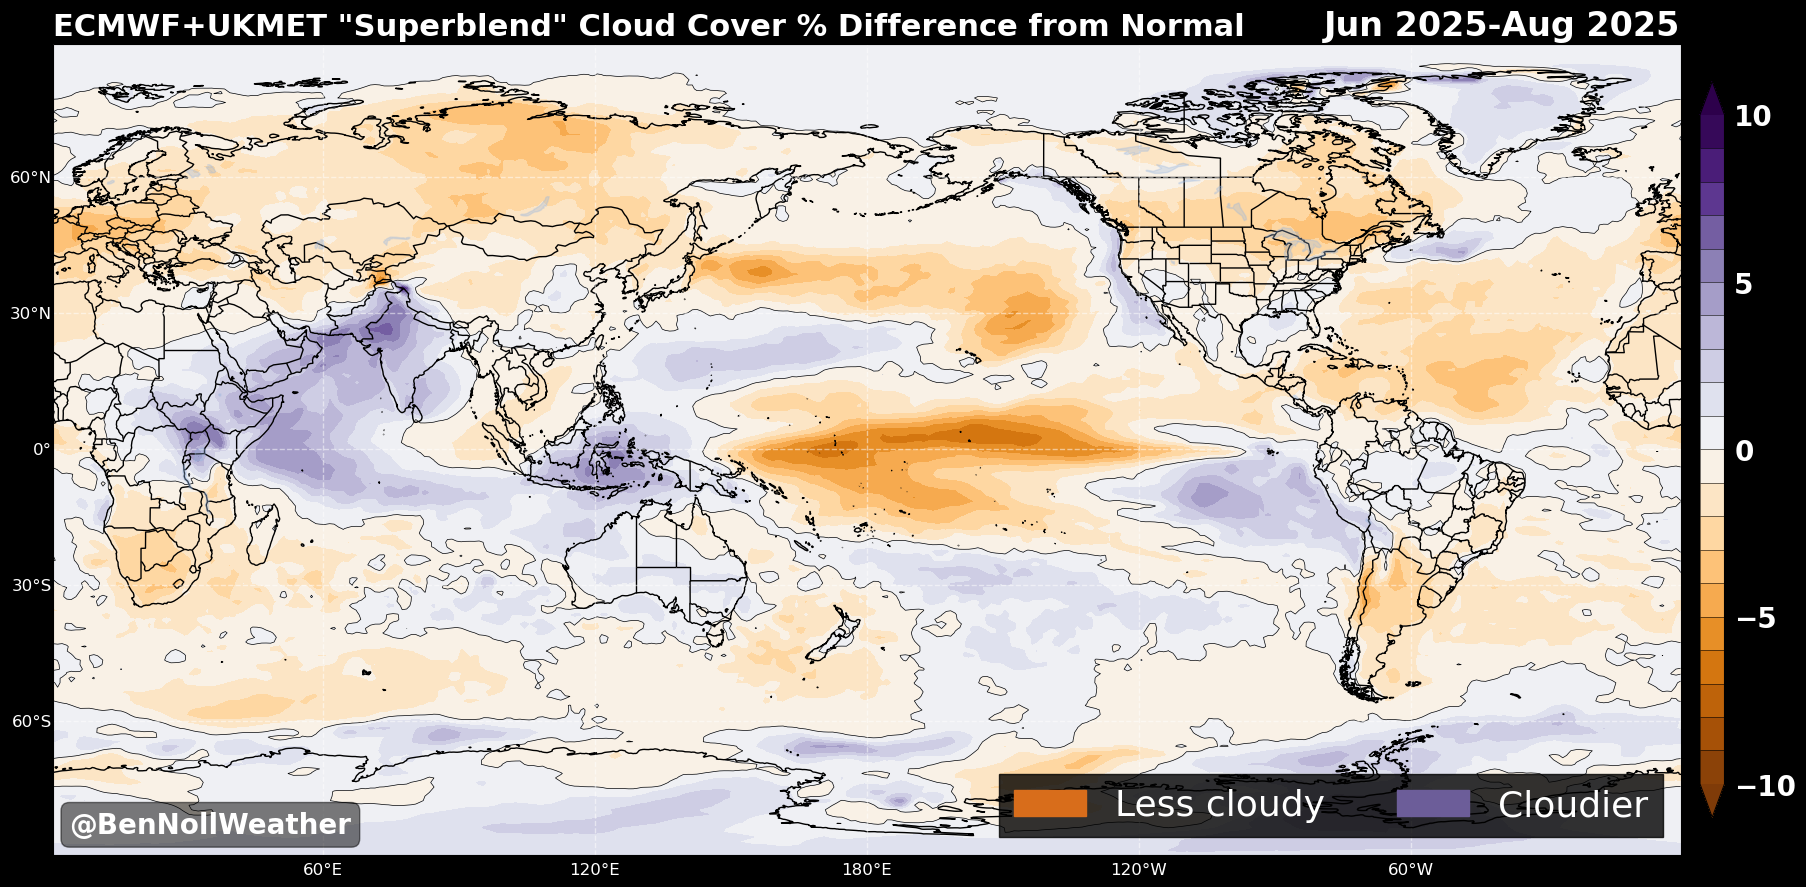 ECMWF+UKMET "Superblend" Cloud Cover % Difference from Normal
Jun 2025-Aug 2025
10
5
0
−5
−10
60°N
30°N
0°
30°S
60°S
60°E
120°E
180°E
120°W
60°W
Less cloudy
Cloudier
@BenNollWeather